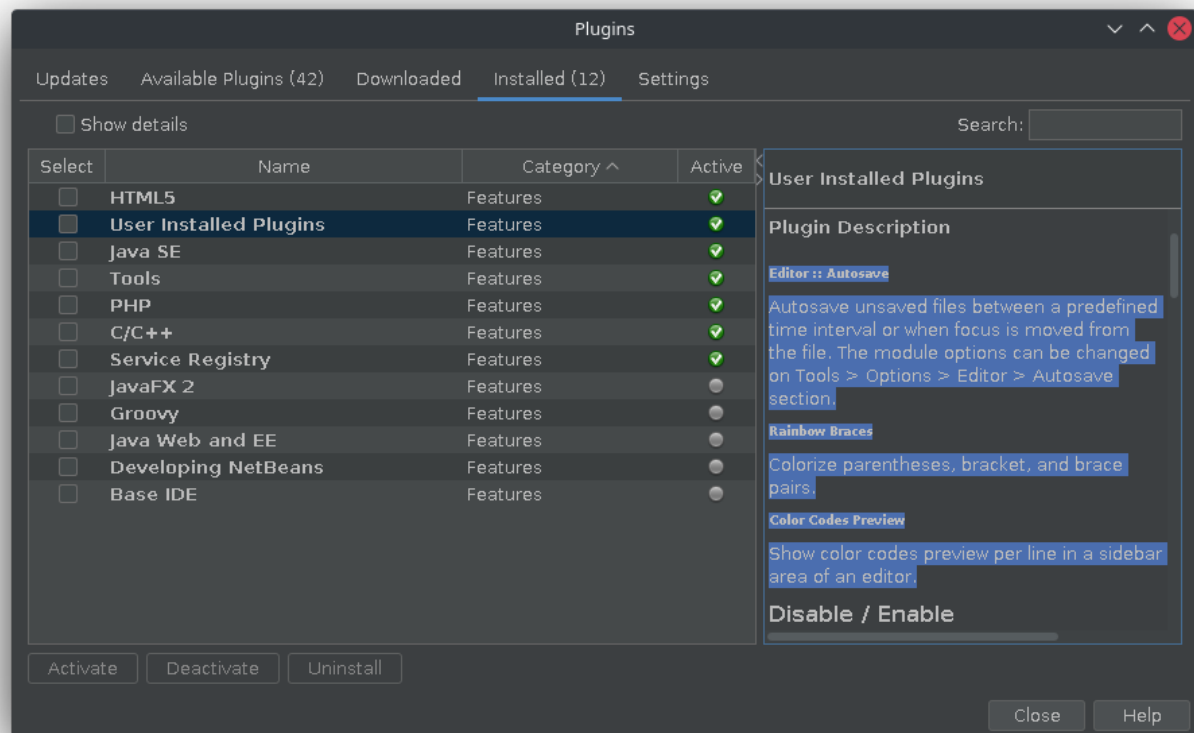 Plugins
Updates Available Plugins (42) Downloaded Installed (12) Settings
Show details Search:
Select Name Category Active
HTML5 Features
User Installed Plugins Features
Java SE Features
Tools Features
PHP Features
C/C++ Features
Service Registry Features
JavaFX 2 Features
Groovy Features
Java Web and EE Features
Developing NetBeans Features
Base IDE Features
User Installed Plugins
Plugin Description
Editor :: Autosave
Autosave unsaved files between a predefined
time interval or when focus is moved from
the file. The module options can be changed
on Tools > Options > Editor > Autosave
section.
Rainbow Braces
Colorize parentheses, bracket, and brace
pairs.
Color Codes Preview
Show color codes preview per line in a sidebar
area of an editor.
Disable / Enable
Activate Deactivate Uninstall
Close Help